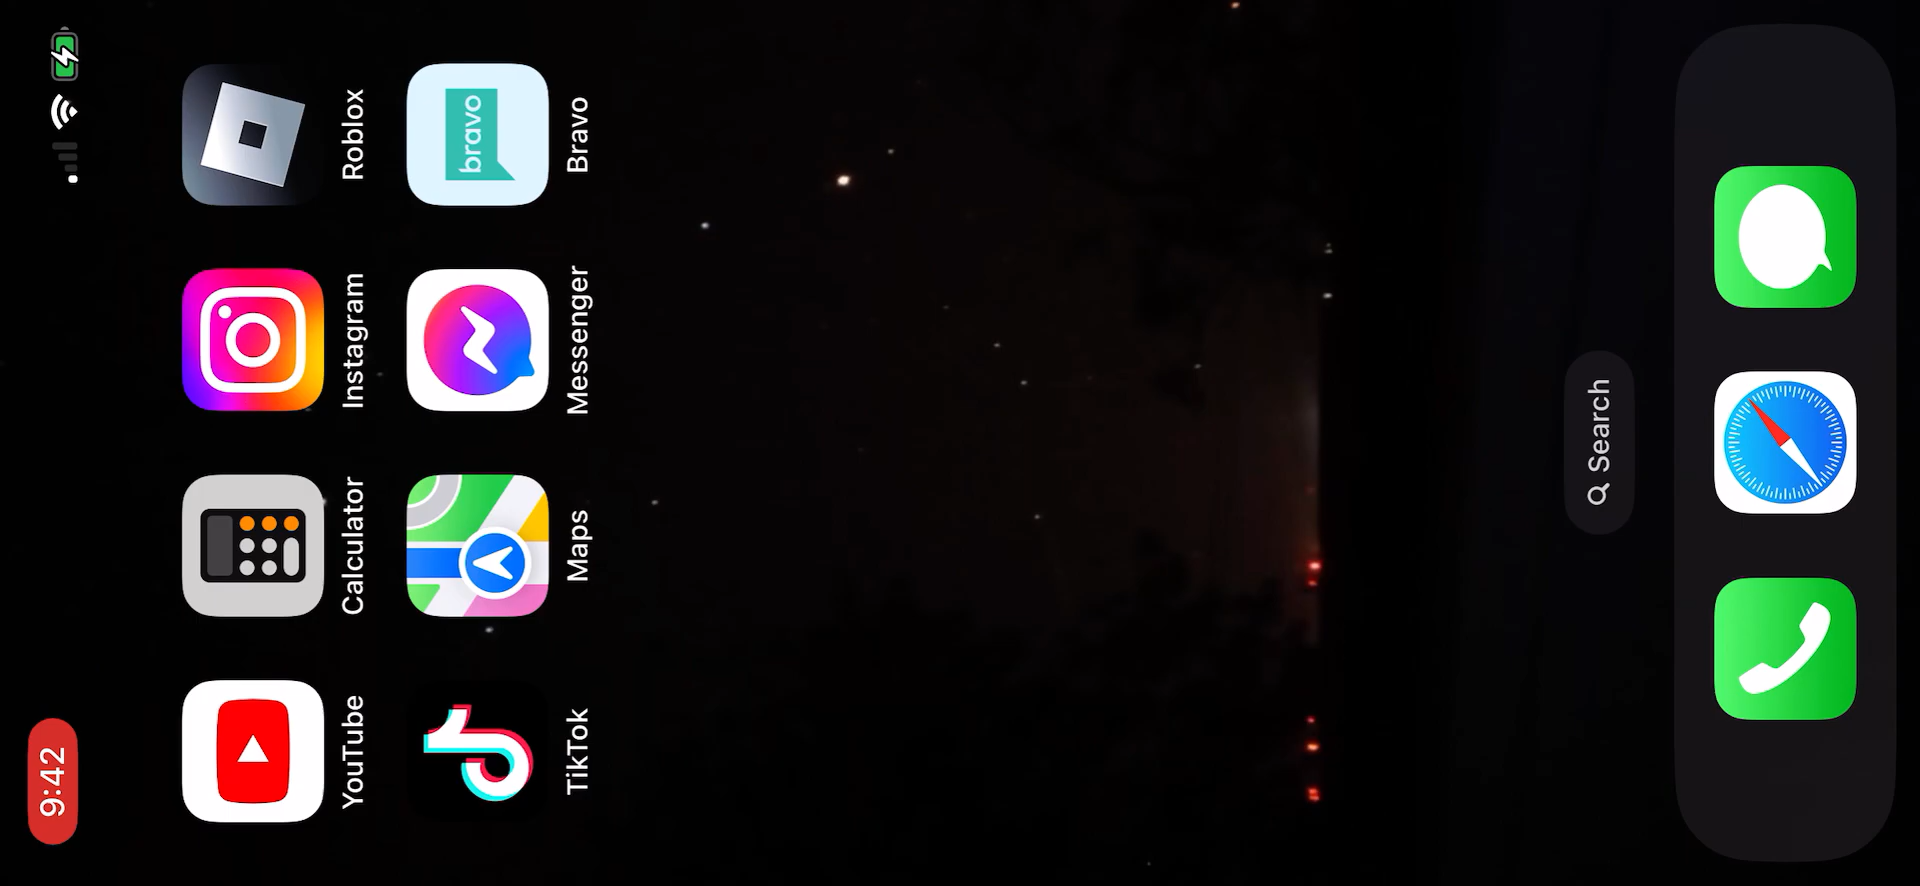 9:42
YouTube
Calculator
Instagram
Roblox
TikTok
Maps
Messenger
bravo
Bravo
Search